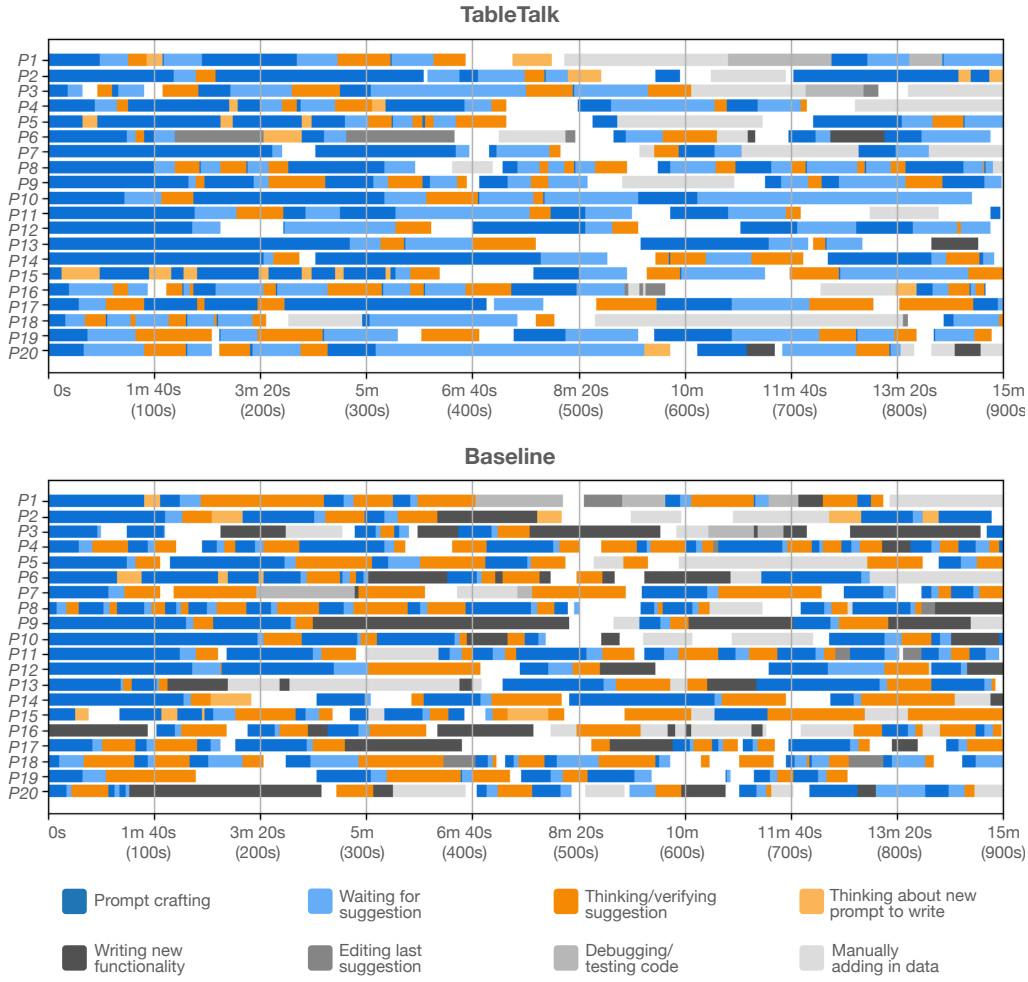 TableTalk
P1
P2
P3
P4
P5
P6
P7
P8
P9
P10
P11
P12
P13
P14
P15
P16
P17
P18
P19
P20
0s 1m 40s 3m 20s 5m 6m 40s 8m 20s 10m 11m 40s 13m 20s 15m
(100s) (200s) (300s) (400s) (500s) (600s) (700s) (800s) (900s)
Baseline
P1
P2
P3
P4
P5
P6
P7
P8
P9
P10
P11
P12
P13
P14
P15
P16
P17
P18
P19
P20
0s 1m 40s 3m 20s 5m 6m 40s 8m 20s 10m 11m 40s 13m 20s 15m
(100s) (200s) (300s) (400s) (500s) (600s) (700s) (800s) (900s)
Prompt crafting
Waiting for
suggestion
Thinking/verifying
suggestion
Thinking about new
prompt to write
Writing new
functionality
Editing last
suggestion
Debugging/
testing code
Manually
adding in data